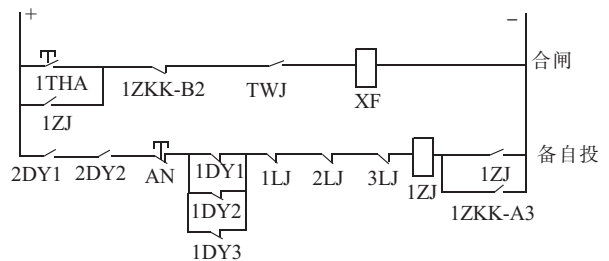 +
−
合闸
1THA
1ZKK-B2
TWJ
XF
1ZJ
备自投
2DY1
2DY2
AN
1DY1
1LJ
2LJ
3LJ
1ZJ
1ZJ
1DY2
1ZKK-A3
1DY3